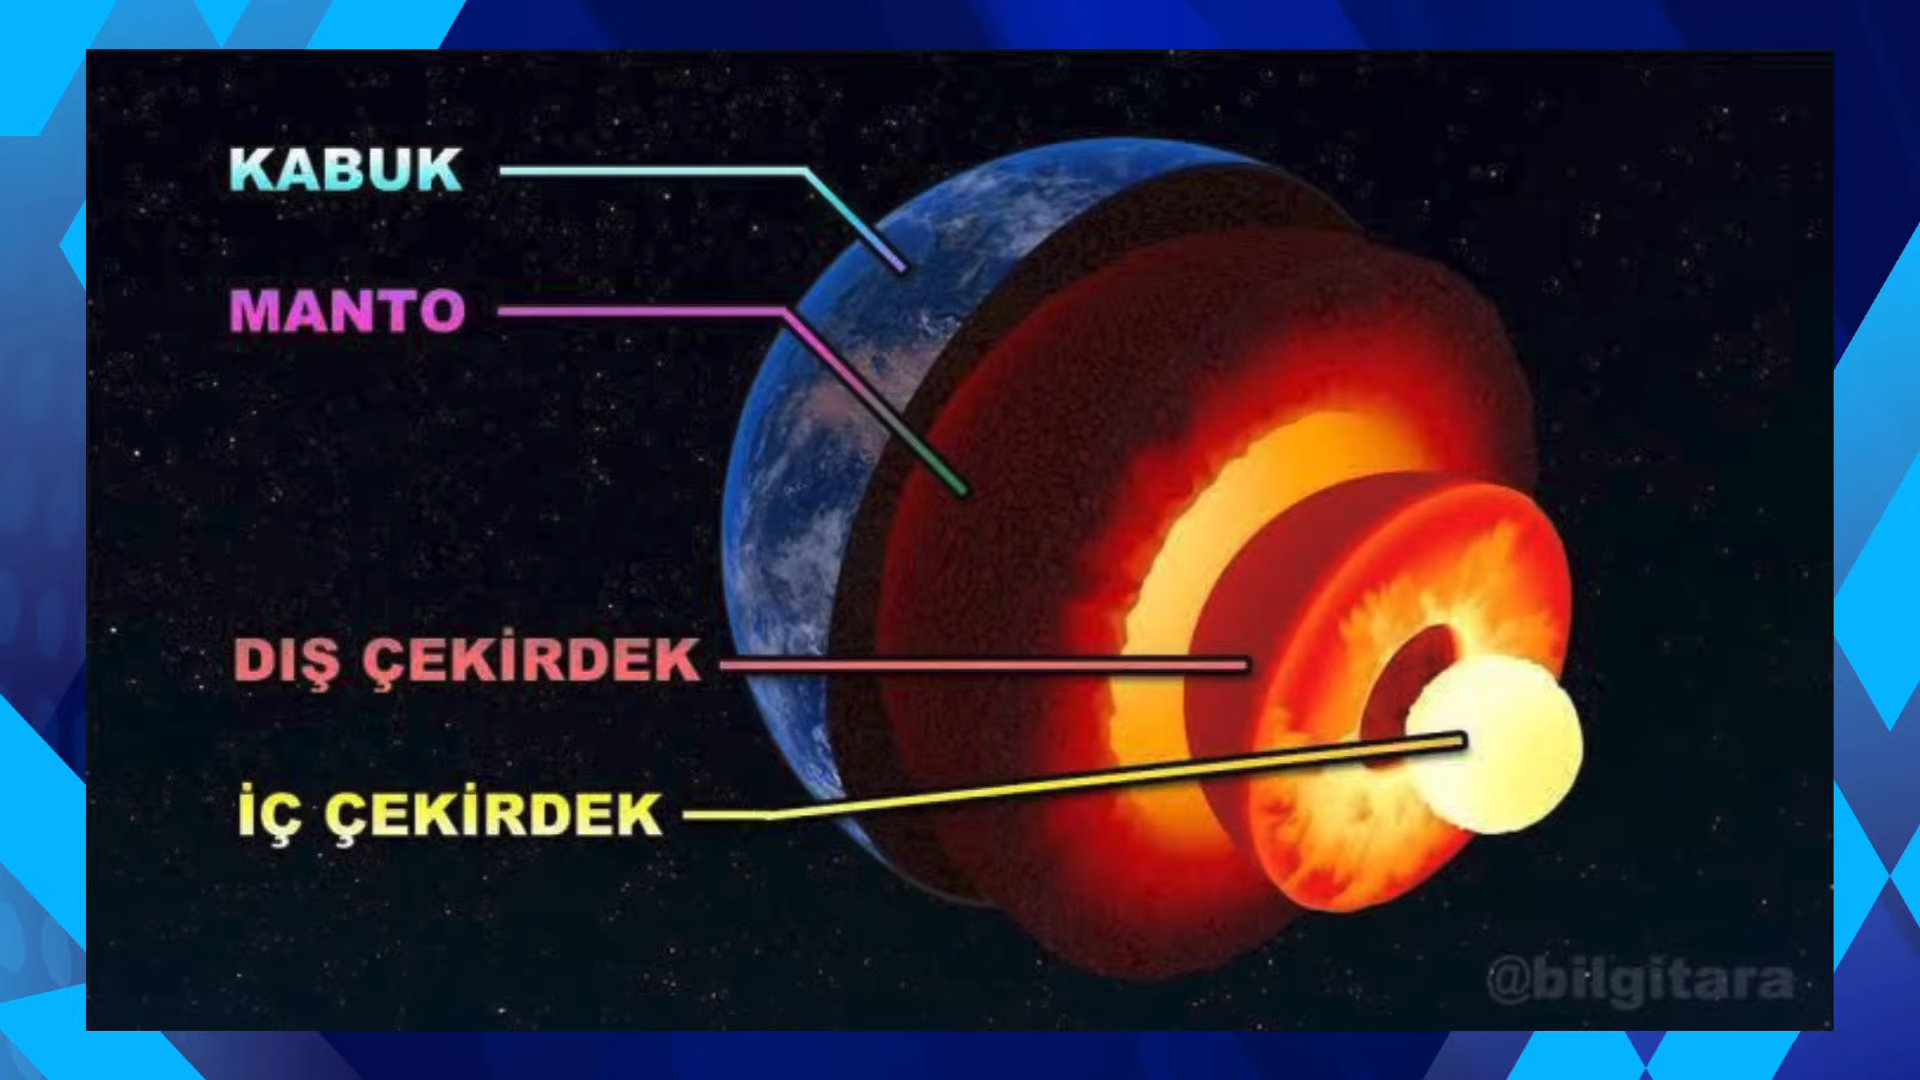 KABUK
MANTO
DIŞ ÇEKİRDEK
İÇ ÇEKİRDEK
@bilgitara